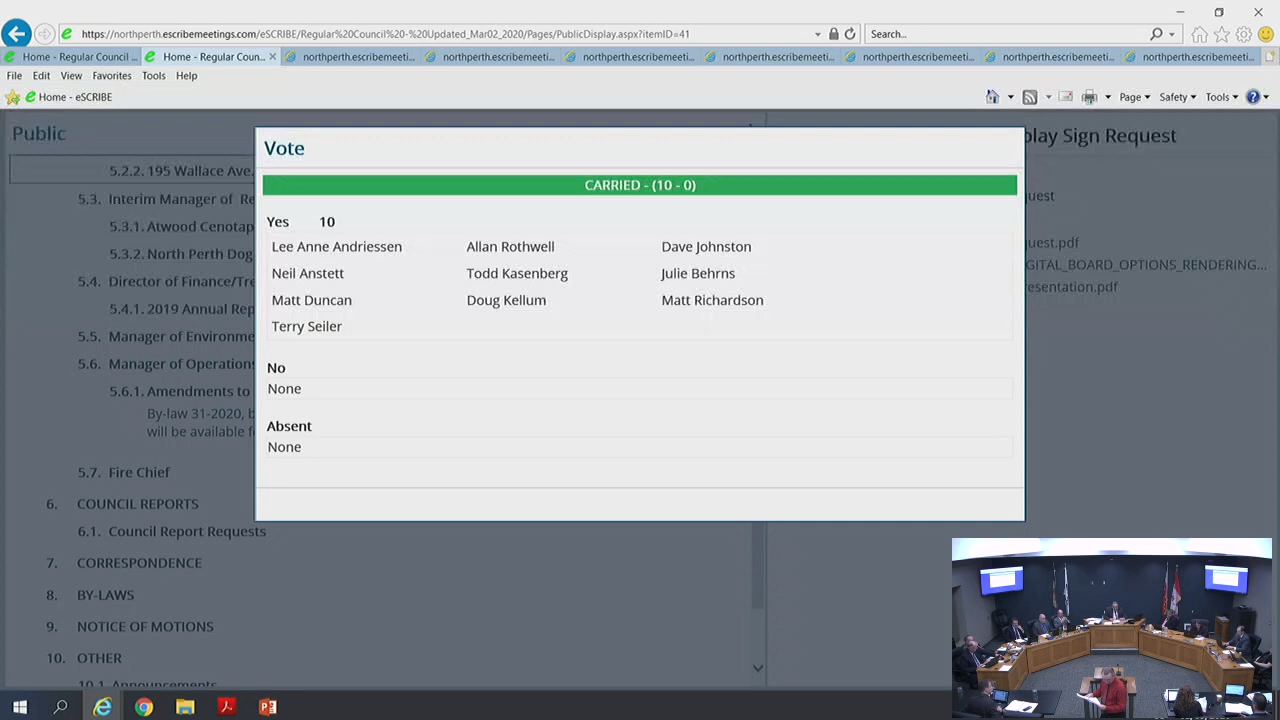 https://northperth.escribemeetings.com/eSCRIBE/Regular%20Council%20-%20Updated_Mar02_2020/Pages/PublicDisplay.aspx?itemID=41
Search...
Home - Regular Council ...
Home - Regular Coun...
northperth.escribemeeti...
northperth.escribemeeti...
northperth.escribemeeti...
northperth.escribemeeti...
northperth.escribemeeti...
northperth.escribemeeti...
northperth.escribemeeti...
File Edit View Favorites Tools Help
Home - eSCRIBE
Page Safety Tools
Public
5.2.2. 195 Wallace Ave.
5.3. Interim Manager of Re
5.3.1. Atwood Cenotap
5.3.2. North Perth Dog
5.4. Director of Finance/Tre
5.4.1. 2019 Annual Rep
5.5. Manager of Environme
5.6. Manager of Operations
5.6.1. Amendments to
By-law 31-2020, b
will be available f
5.7. Fire Chief
6. COUNCIL REPORTS
6.1. Council Report Requests
7. CORRESPONDENCE
8. BY-LAWS
9. NOTICE OF MOTIONS
10. OTHER
10.1. Announcements
Vote
CARRIED - (10 - 0)
Yes 10
Lee Anne Andriessen Allan Rothwell Dave Johnston
Neil Anstett Todd Kasenberg Julie Behrns
Matt Duncan Doug Kellum Matt Richardson
Terry Seiler
No
None
Absent
None
lay Sign Request
quest
quest.pdf
GITAL_BOARD_OPTIONS_RENDERING...
resentation.pdf